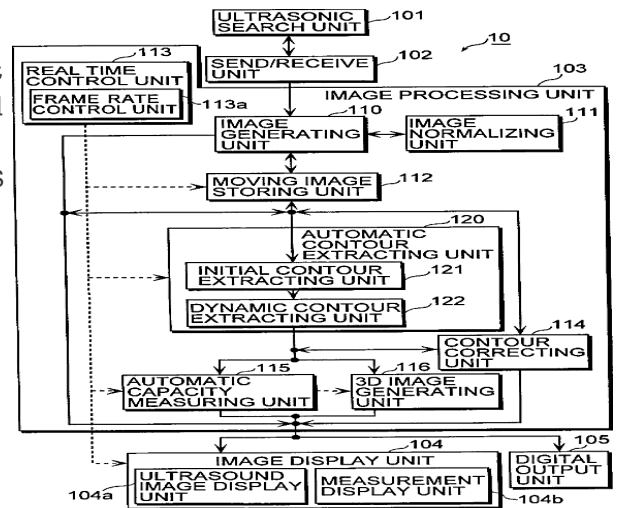 ULTRASONIC
SEARCH UNIT
101
10
SEND/RECEIVE
UNIT
102
113
REAL TIME
CONTROL UNIT
FRAME RATE
CONTROL UNIT
113a
103
IMAGE PROCESSING UNIT
110
IMAGE
GENERATING
UNIT
111
IMAGE
NORMALIZING
UNIT
MOVING IMAGE
STORING UNIT
112
120
AUTOMATIC
CONTOUR
EXTRACTING UNIT
INITIAL CONTOUR
EXTRACTING UNIT
121
DYNAMIC CONTOUR
EXTRACTING UNIT
122
114
CONTOUR
CORRECTING
UNIT
115
AUTOMATIC
CAPACITY
MEASURING UNIT
116
3D IMAGE
GENERATING
UNIT
104
IMAGE DISPLAY UNIT
104a
ULTRASOUND
IMAGE DISPLAY
UNIT
MEASUREMENT
DISPLAY UNIT
104b
105
DIGITAL
OUTPUT
UNIT